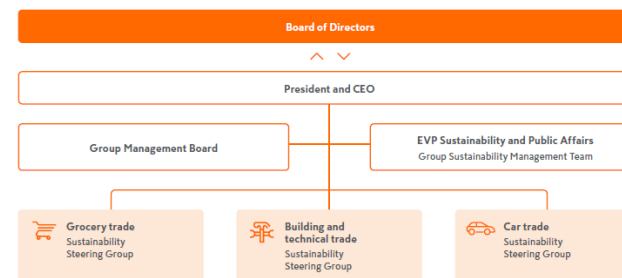 Board of Directors
President and CEO
Group Management Board
EVP Sustainability and Public Affairs
Group Sustainability Management Team
Grocery trade
Sustainability
Steering Group
Building and
technical trade
Sustainability
Steering Group
Car trade
Sustainability
Steering Group